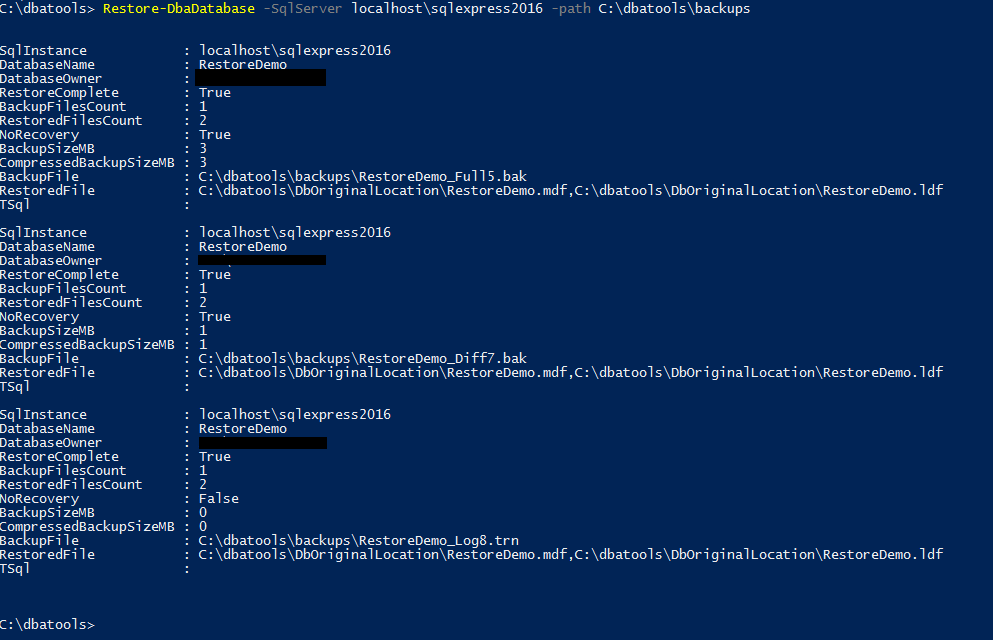 C:\dbatools> Restore-DbaDatabase -SqlServer localhost\sqlexpress2016 -path C:\dbatools\backups
SqlInstance : localhost\sqlexpress2016
DatabaseName : RestoreDemo
DatabaseOwner :
RestoreComplete : True
BackupFilesCount : 1
RestoredFilesCount : 2
NoRecovery : True
BackupSizeMB : 3
CompressedBackupSizeMB : 3
BackupFile : C:\dbatools\backups\RestoreDemo_Full5.bak
RestoredFile : C:\dbatools\DbOriginalLocation\RestoreDemo.mdf,C:\dbatools\DbOriginalLocation\RestoreDemo.ldf
TSql :
SqlInstance : localhost\sqlexpress2016
DatabaseName : RestoreDemo
DatabaseOwner :
RestoreComplete : True
BackupFilesCount : 1
RestoredFilesCount : 2
NoRecovery : True
BackupSizeMB : 1
CompressedBackupSizeMB : 1
BackupFile : C:\dbatools\backups\RestoreDemo_Diff7.bak
RestoredFile : C:\dbatools\DbOriginalLocation\RestoreDemo.mdf,C:\dbatools\DbOriginalLocation\RestoreDemo.ldf
TSql :
SqlInstance : localhost\sqlexpress2016
DatabaseName : RestoreDemo
DatabaseOwner :
RestoreComplete : True
BackupFilesCount : 1
RestoredFilesCount : 2
NoRecovery : False
BackupSizeMB : 0
CompressedBackupSizeMB : 0
BackupFile : C:\dbatools\backups\RestoreDemo_Log8.trn
RestoredFile : C:\dbatools\DbOriginalLocation\RestoreDemo.mdf,C:\dbatools\DbOriginalLocation\RestoreDemo.ldf
TSql :
C:\dbatools>